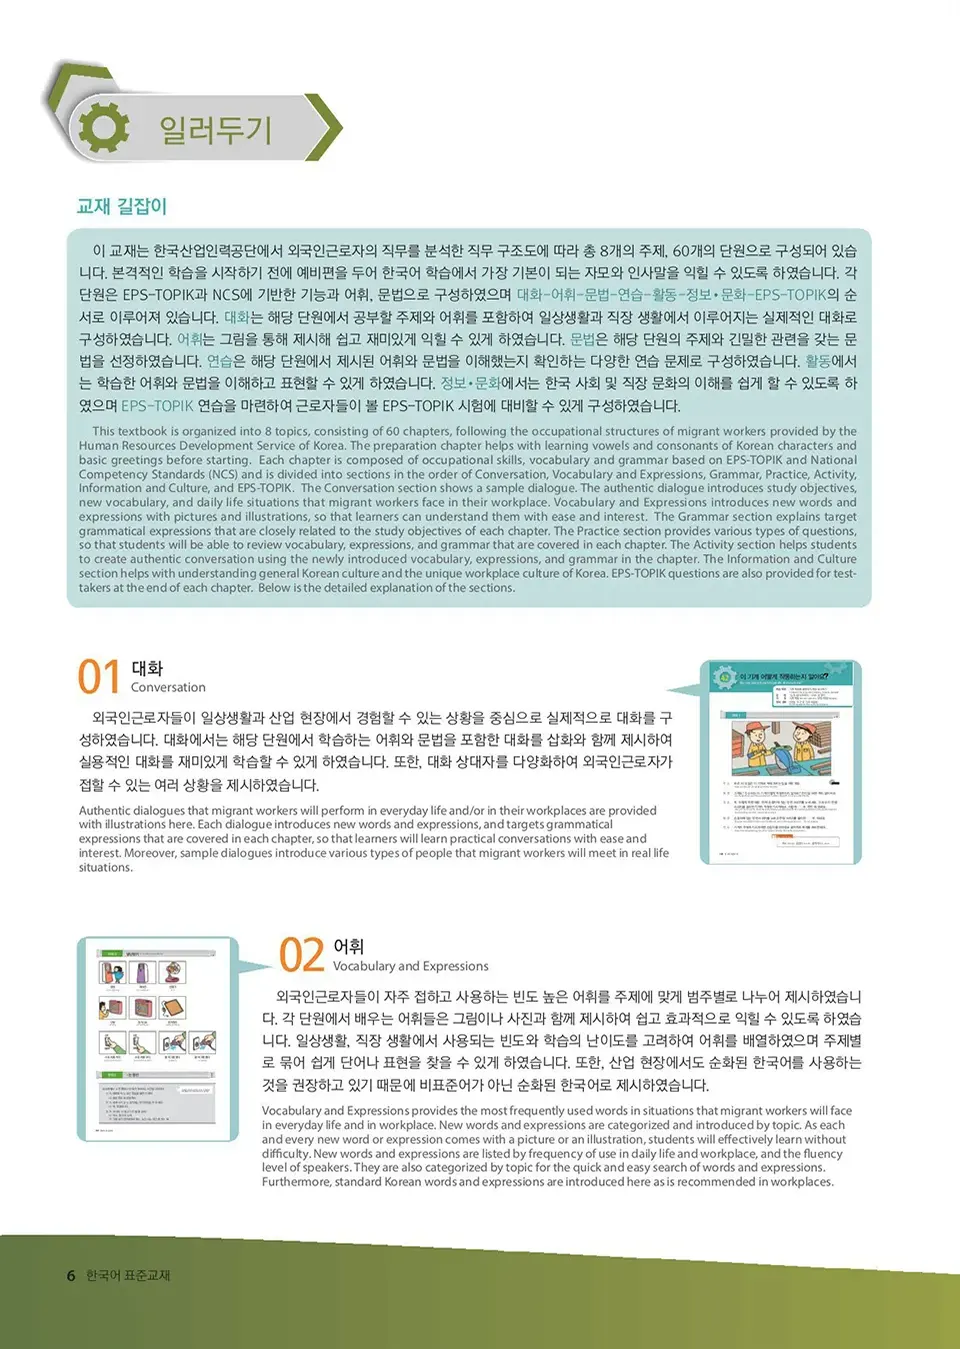 일러두기
교재 길잡이
이 교재는 한국산업인력공단에서 외국인근로자의 직무를 분석한 직무 구조도에 따라 총 8개의 주제, 60개의 단원으로 구성되어 있습
니다. 본격적인 학습을 시작하기 전에 예비편을 두어 한국어 학습에서 가장 기본이 되는 자모와 인사말을 익힐 수 있도록 하였습니다. 각
단원은 EPS-TOPIK과 NCS에 기반한 기능과 어휘, 문법으로 구성하였으며 대화-어휘-문법-연습-활동-정보•문화-EPS-TOPIK의 순
서로 이루어져 있습니다. 대화는 해당 단원에서 공부할 주제와 어휘를 포함하여 일상생활과 직장 생활에서 이루어지는 실제적인 대화로
구성하였습니다. 어휘는 그림을 통해 제시해 쉽고 재미있게 익힐 수 있게 하였습니다. 문법은 해당 단원의 주제와 긴밀한 관련을 갖는 문
법을 선정하였습니다. 연습은 해당 단원에서 제시된 어휘와 문법을 이해했는지 확인하는 다양한 연습 문제로 구성하였습니다. 활동에서
는 학습한 어휘와 문법을 이해하고 표현할 수 있게 하였습니다. 정보•문화에서는 한국 사회 및 직장 문화의 이해를 쉽게 할 수 있도록 하
였으며 EPS-TOPIK 연습을 마련하여 근로자들이 볼 EPS-TOPIK 시험에 대비할 수 있게 구성하였습니다.
This textbook is organized into 8 topics, consisting of 60 chapters, following the occupational structures of migrant workers provided by the
Human Resources Development Service of Korea. The preparation chapter helps with learning vowels and consonants of Korean characters and
basic greetings before starting. Each chapter is composed of occupational skills, vocabulary and grammar based on EPS-TOPIK and National
Competency Standards (NCS) and is divided into sections in the order of Conversation, Vocabulary and Expressions, Grammar, Practice, Activity,
Information and Culture, and EPS-TOPIK. The Conversation section shows a sample dialogue. The authentic dialogue introduces study objectives,
new vocabulary, and daily life situations that migrant workers face in their workplace. Vocabulary and Expressions introduces new words and
expressions with pictures and illustrations, so that learners can understand them with ease and interest. The Grammar section explains target
grammatical expressions that are closely related to the study objectives of each chapter. The Practice section provides various types of questions,
so that students will be able to review vocabulary, expressions, and grammar that are covered in each chapter. The Activity section helps students
to create authentic conversation using the newly introduced vocabulary, expressions, and grammar in the chapter. The Information and Culture
section helps with understanding general Korean culture and the unique workplace culture of Korea. EPS-TOPIK questions are also provided for test-
takers at the end of each chapter. Below is the detailed explanation of the sections.
01 대화
Conversation
외국인근로자들이 일상생활과 산업 현장에서 경험할 수 있는 상황을 중심으로 실제적으로 대화를 구
성하였습니다. 대화에서는 해당 단원에서 학습하는 어휘와 문법을 포함한 대화를 삽화와 함께 제시하여
실용적인 대화를 재미있게 학습할 수 있게 하였습니다. 또한, 대화 상대자를 다양화하여 외국인근로자가
접할 수 있는 여러 상황을 제시하였습니다.
Authentic dialogues that migrant workers will perform in everyday life and/or in their workplaces are provided
with illustrations here. Each dialogue introduces new words and expressions, and targets grammatical
expressions that are covered in each chapter, so that learners will learn practical conversations with ease and
interest. Moreover, sample dialogues introduce various types of people that migrant workers will meet in real life
situations.
42 이 기계 어떻게 작동하는지 알아요?
02 어휘
Vocabulary and Expressions
외국인근로자들이 자주 접하고 사용하는 빈도 높은 어휘를 주제에 맞게 범주별로 나누어 제시하였습니
다. 각 단원에서 배우는 어휘들은 그림이나 사진과 함께 제시하여 쉽고 효과적으로 익힐 수 있도록 하였습
니다. 일상생활, 직장 생활에서 사용되는 빈도와 학습의 난이도를 고려하여 어휘를 배열하였으며 주제별
로 묶어 쉽게 단어나 표현을 찾을 수 있게 하였습니다. 또한, 산업 현장에서도 순화된 한국어를 사용하는
것을 권장하고 있기 때문에 비표준어가 아닌 순화된 한국어로 제시하였습니다.
Vocabulary and Expressions provides the most frequently used words in situations that migrant workers will face
in everyday life and in workplace. New words and expressions are categorized and introduced by topic. As each
and every new word or expression comes with a picture or an illustration, students will effectively learn without
difficulty. New words and expressions are listed by frequency of use in daily life and workplace, and the fluency
level of speakers. They are also categorized by topic for the quick and easy search of words and expressions.
Furthermore, standard Korean words and expressions are introduced here as is recommended in workplaces.
6 한국어 표준교재